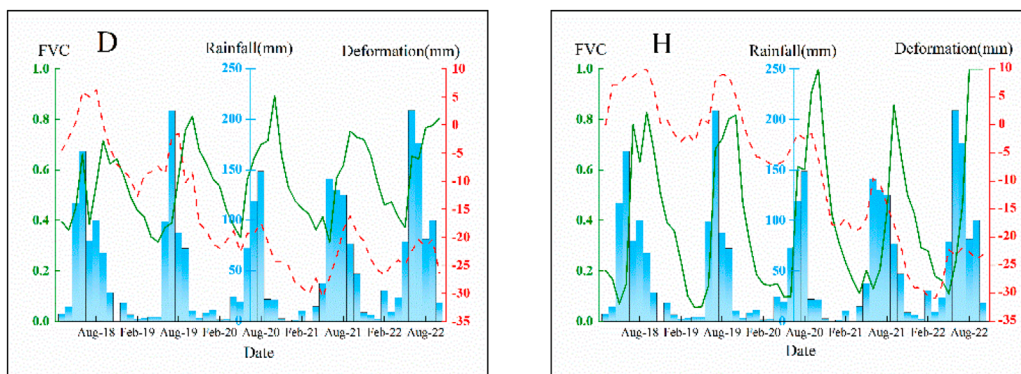 D
FVC Rainfall(mm) Deformation(mm)
1.0 250 10
5
0.8 200 0
-5
0.6 150 -10
-15
0.4 100 -20
0.2 50 -25
-30
0.0 0 -35
Aug-18 Feb-19 Aug-19 Feb-20 Aug-20 Feb-21 Aug-21 Feb-22 Aug-22
Date
H
FVC Rainfall(mm) Deformation(mm)
1.0 250 10
5
0.8 200 0
-5
0.6 150 -10
-15
0.4 100 -20
0.2 50 -25
-30
0.0 0 -35
Aug-18 Feb-19 Aug-19 Feb-20 Aug-20 Feb-21 Aug-21 Feb-22 Aug-22
Date